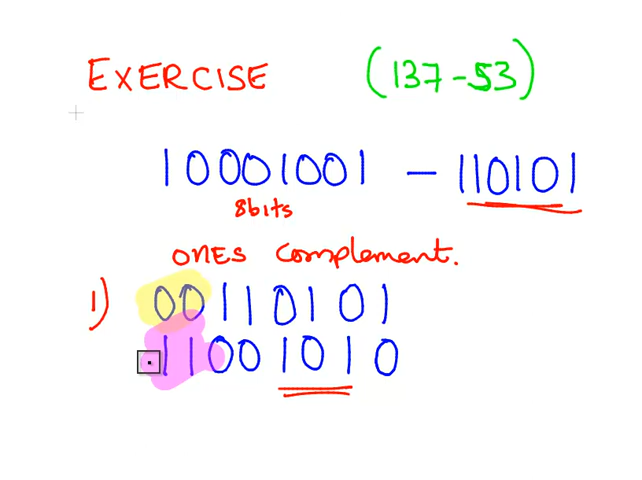 EXERCISE (137-53)
10001001 - 110101
8bits
ONES Complement.
1) 00110101
11001010